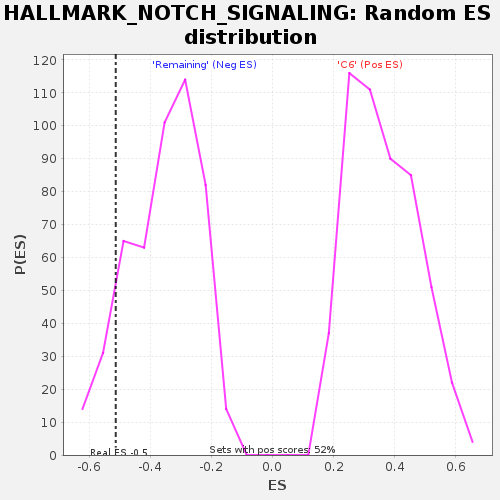 HALLMARK_NOTCH_SIGNALING: Random ES
distribution
'Remaining' (Neg ES)
'C6' (Pos ES)
120
110
100
90
80
70
60
50
40
30
20
10
0
P(ES)
Real ES -0.5
Sets with pos scores: 52%
-0.6 -0.4 -0.2 0.0 0.2 0.4 0.6
ES